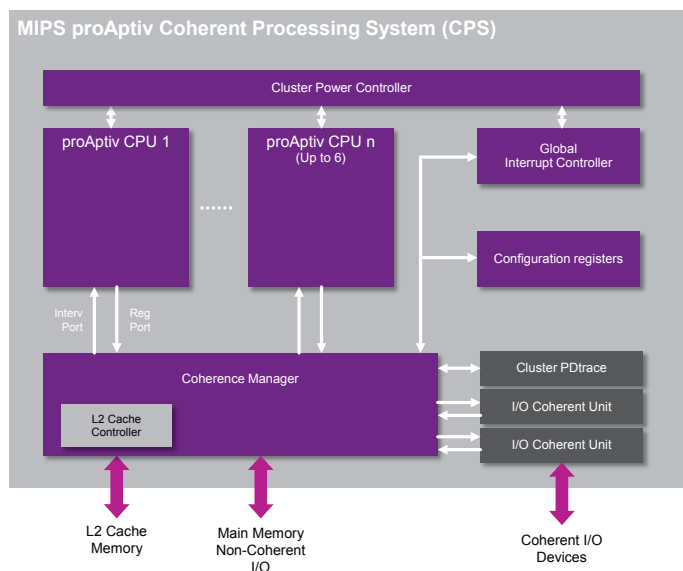 MIPS proAptiv Coherent Processing System (CPS)
Cluster Power Controller
proAptiv CPU 1
proAptiv CPU n
(Up to 6)
Global
Interrupt Controller
......
Configuration registers
Interv
Port
Reg
Port
Coherence Manager
Cluster PDtrace
I/O Coherent Unit
L2 Cache
Controller
I/O Coherent Unit
L2 Cache
Memory
Main Memory
Non-Coherent
I/O
Coherent I/O
Devices